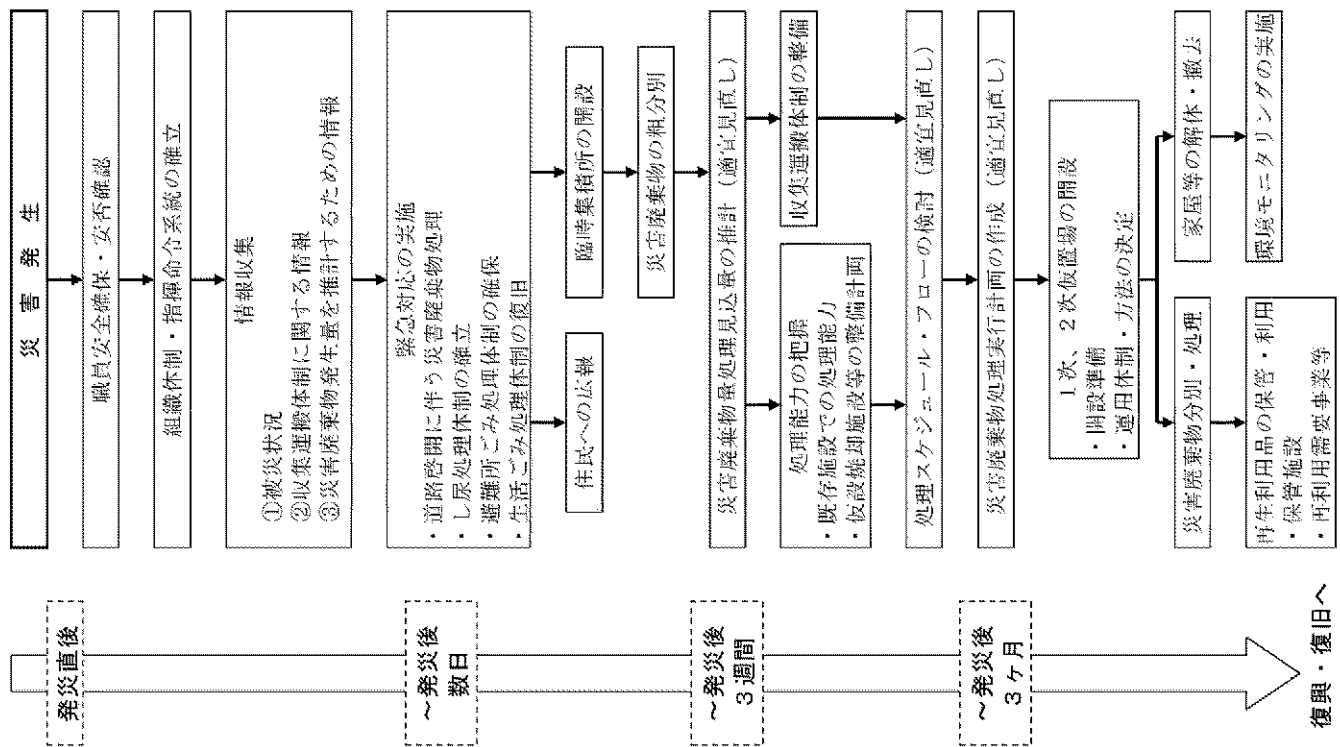 災害発生
職員安全確保・安否確認
組織体制・指揮命令系統の確立
情報収集
①被災状況
②収集運搬体制に関する情報
③災害廃棄物発生量を推計するための情報
緊急対応の実施
・道路啓開に伴う災害廃棄物処理
・し尿処理体制の確立
・避難所ごみ処理体制の確保
・生活ごみ処理体制の復旧
住民への広報
臨時集積所の開設
災害廃棄物の粗分別
災害廃棄物量処理見込量の推計（適宜見直し）
処理能力の把握
・既存施設での処理能力
・仮設焼却施設等の整備計画
収集運搬体制の整備
処理スケジュール・フローの検討（適宜見直し）
災害廃棄物処理実行計画の作成（適宜見直し）
１次、２次仮置場の開設
・開設準備
・運用体制・方法の決定
災害廃棄物分別・処理
家屋等の解体・撤去
再生利用品の保管・利用
・保管施設
・再利用需要事業等
環境モニタリングの実施
発災直後
～発災後
数日
～発災後
３週間
～発災後
３ヶ月
復興・復旧へ